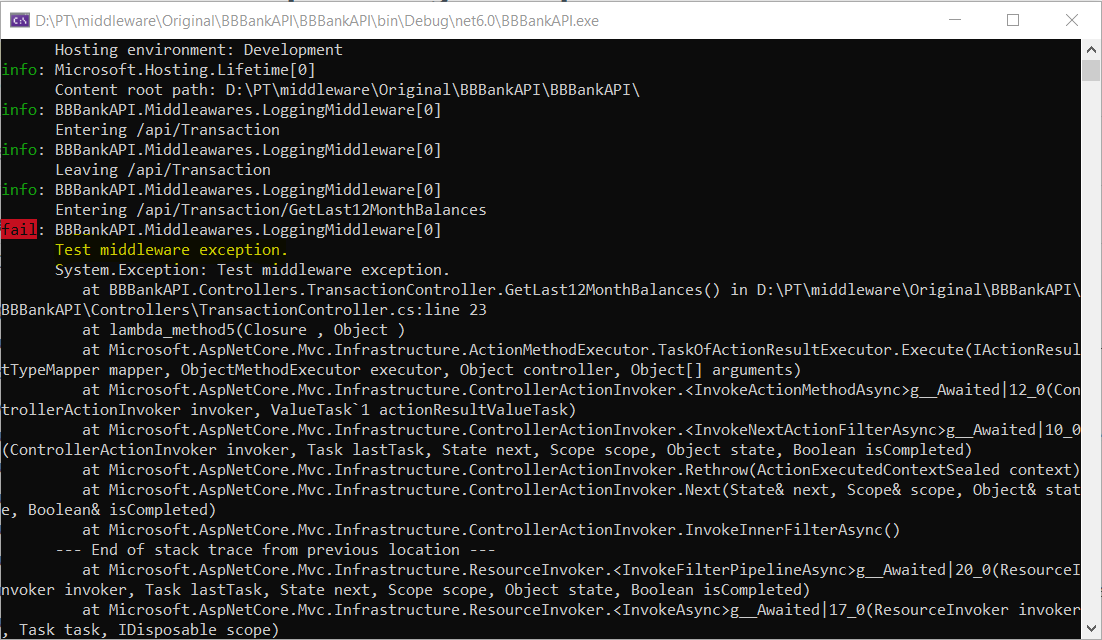 D:\PT\middleware\Original\BBBankAPI\BBBankAPI\bin\Debug\net6.0\BBBankAPI.exe
Hosting environment: Development
info: Microsoft.Hosting.Lifetime[0]
Content root path: D:\PT\middleware\Original\BBBankAPI\BBBankAPI\
info: BBBankAPI.Middleawares.LoggingMiddleware[0]
Entering /api/Transaction
info: BBBankAPI.Middleawares.LoggingMiddleware[0]
Leaving /api/Transaction
info: BBBankAPI.Middleawares.LoggingMiddleware[0]
Entering /api/Transaction/GetLast12MonthBalances
fail: BBBankAPI.Middleawares.LoggingMiddleware[0]
Test middleware exception.
System.Exception: Test middleware exception.
at BBBankAPI.Controllers.TransactionController.GetLast12MonthBalances() in D:\PT\middleware\Original\BBBankAPI\
BBBankAPI\Controllers\TransactionController.cs:line 23
at lambda_method5(Closure , Object )
at Microsoft.AspNetCore.Mvc.Infrastructure.ActionMethodExecutor.TaskOfActionResultExecutor.Execute(IActionResul
tTypeMapper mapper, ObjectMethodExecutor executor, Object controller, Object[] arguments)
at Microsoft.AspNetCore.Mvc.Infrastructure.ControllerActionInvoker.<InvokeActionMethodAsync>g__Awaited|12_0(Con
trollerActionInvoker invoker, ValueTask`1 actionResultValueTask)
at Microsoft.AspNetCore.Mvc.Infrastructure.ControllerActionInvoker.<InvokeNextActionFilterAsync>g__Awaited|10_0
(ControllerActionInvoker invoker, Task lastTask, State next, Scope scope, Object state, Boolean isCompleted)
at Microsoft.AspNetCore.Mvc.Infrastructure.ControllerActionInvoker.Rethrow(ActionExecutedContextSealed context)
at Microsoft.AspNetCore.Mvc.Infrastructure.ControllerActionInvoker.Next(State& next, Scope& scope, Object& stat
e, Boolean& isCompleted)
at Microsoft.AspNetCore.Mvc.Infrastructure.ControllerActionInvoker.InvokeInnerFilterAsync()
--- End of stack trace from previous location ---
at Microsoft.AspNetCore.Mvc.Infrastructure.ResourceInvoker.<InvokeFilterPipelineAsync>g__Awaited|20_0(ResourceI
nvoker invoker, Task lastTask, State next, Scope scope, Object state, Boolean isCompleted)
at Microsoft.AspNetCore.Mvc.Infrastructure.ResourceInvoker.<InvokeAsync>g__Awaited|17_0(ResourceInvoker invoker
, Task task, IDisposable scope)